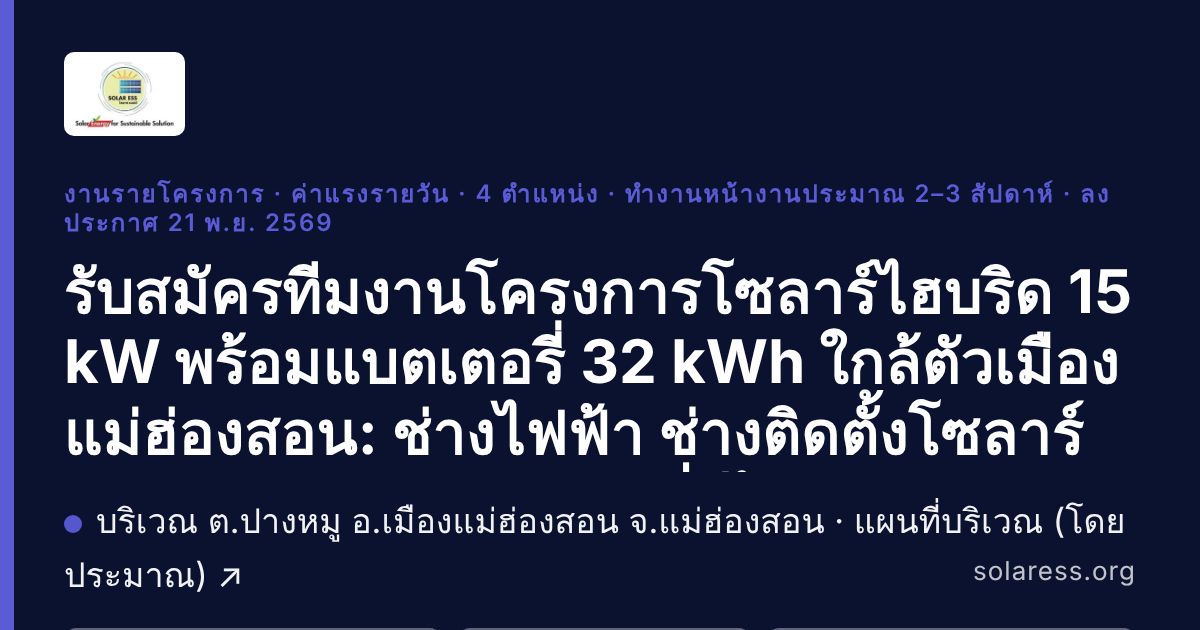 SOLAR ESS
Solar Energy for Sustainable Solution
งานรายโครงการ · ค่าแรงรายวัน · 4 ตำแหน่ง · ทำงานหน้างานประมาณ 2–3 สัปดาห์ · ลง
ประกาศ 21 พ.ย. 2569
รับสมัครทีมงานโครงการโซลาร์ไฮบริด 15
kW พร้อมแบตเตอรี่ 32 kWh ใกล้ตัวเมือง
แม่ฮ่องสอน: ช่างไฟฟ้า ช่างติดตั้งโซลาร์
บริเวณ ต.ปางหมู อ.เมืองแม่ฮ่องสอน จ.แม่ฮ่องสอน · แผนที่บริเวณ (โดย
ประมาณ) ↗
solaress.org